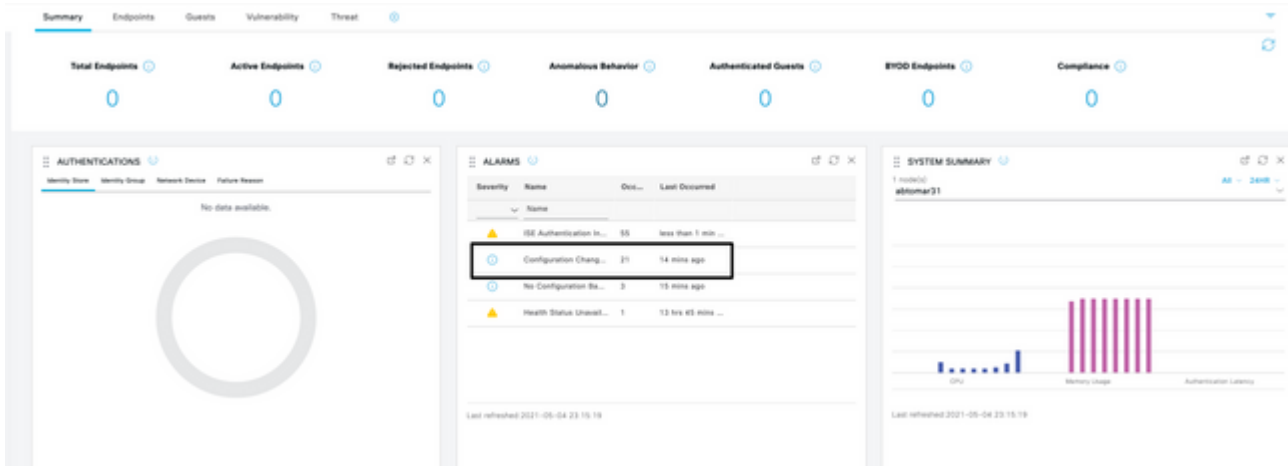 Summary Endpoints Guests Vulnerability Threat
Total Endpoints Active Endpoints Rejected Endpoints Anomalous Behavior Authenticated Guests BYOD Endpoints Compliance
0 0 0 0 0 0 0
AUTHENTICATIONS
Identity Store Identity Group Network Device Failure Reason
No data available.
ALARMS
Severity Name Occ... Last Occurred
Name
ISE Authentication In... 55 less than 1 min ...
Configuration Chang... 21 14 mins ago
No Configuration Ba... 3 15 mins ago
Health Status Unavail... 1 13 hrs 45 mins ...
Last refreshed 2021-05-04 23:15:19
SYSTEM SUMMARY
1 node(s) All 24HR
abtomar31
CPU Memory Usage Authentication Latency
Last refreshed 2021-05-04 23:15:19